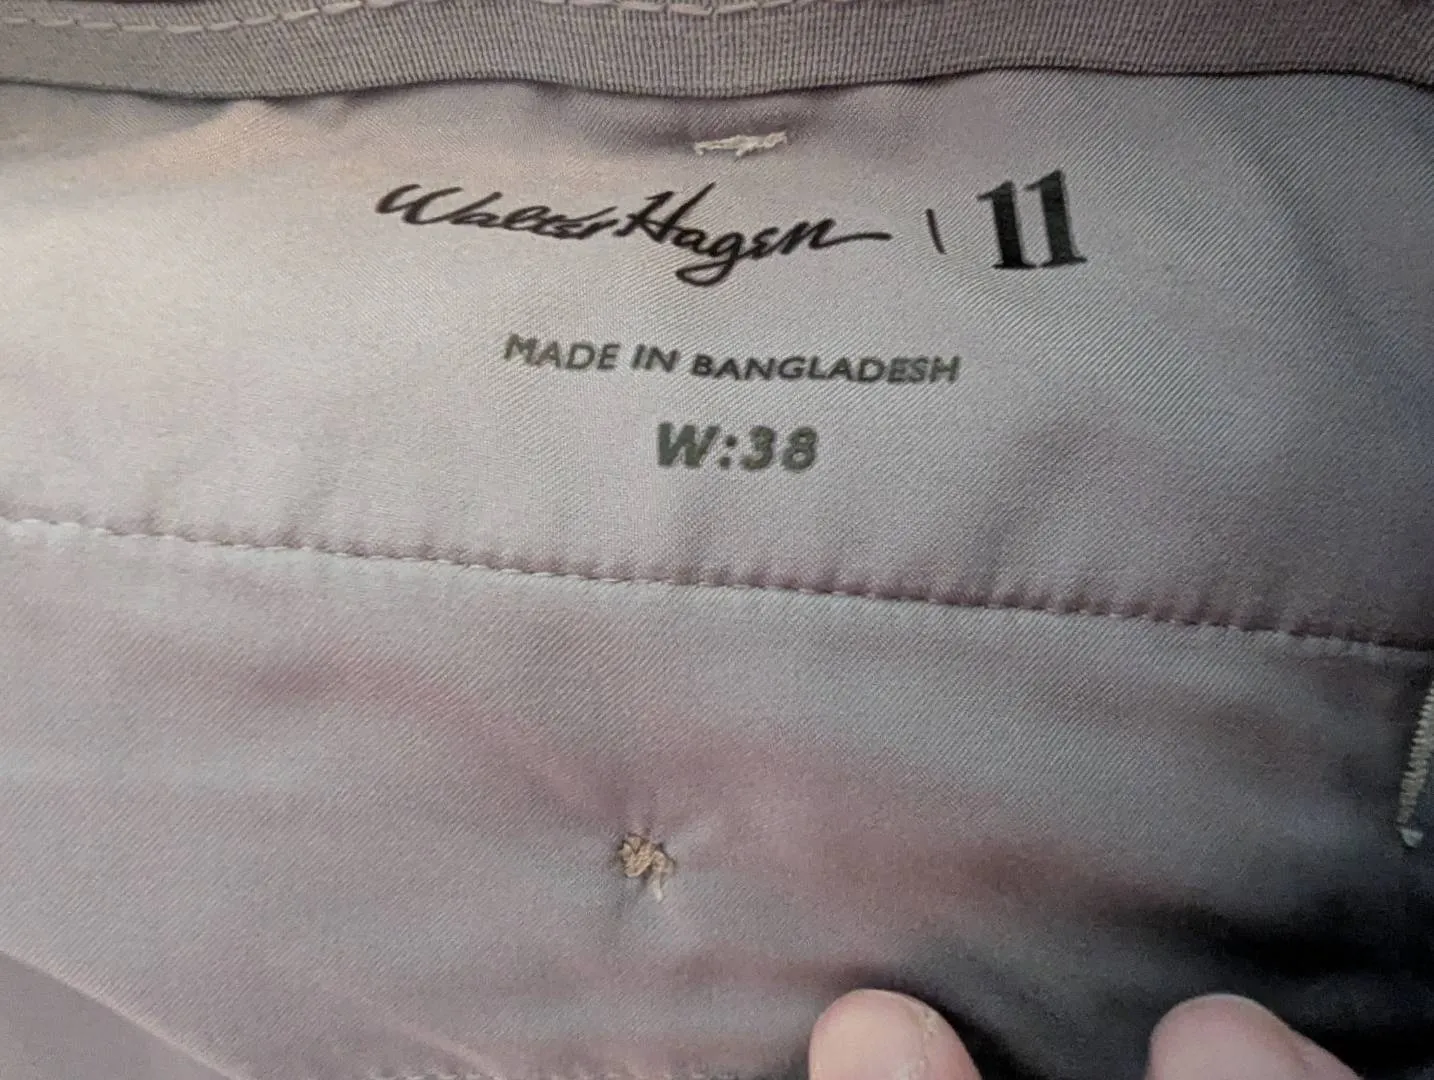 Walter Hagen | 11
MADE IN BANGLADESH
W:38